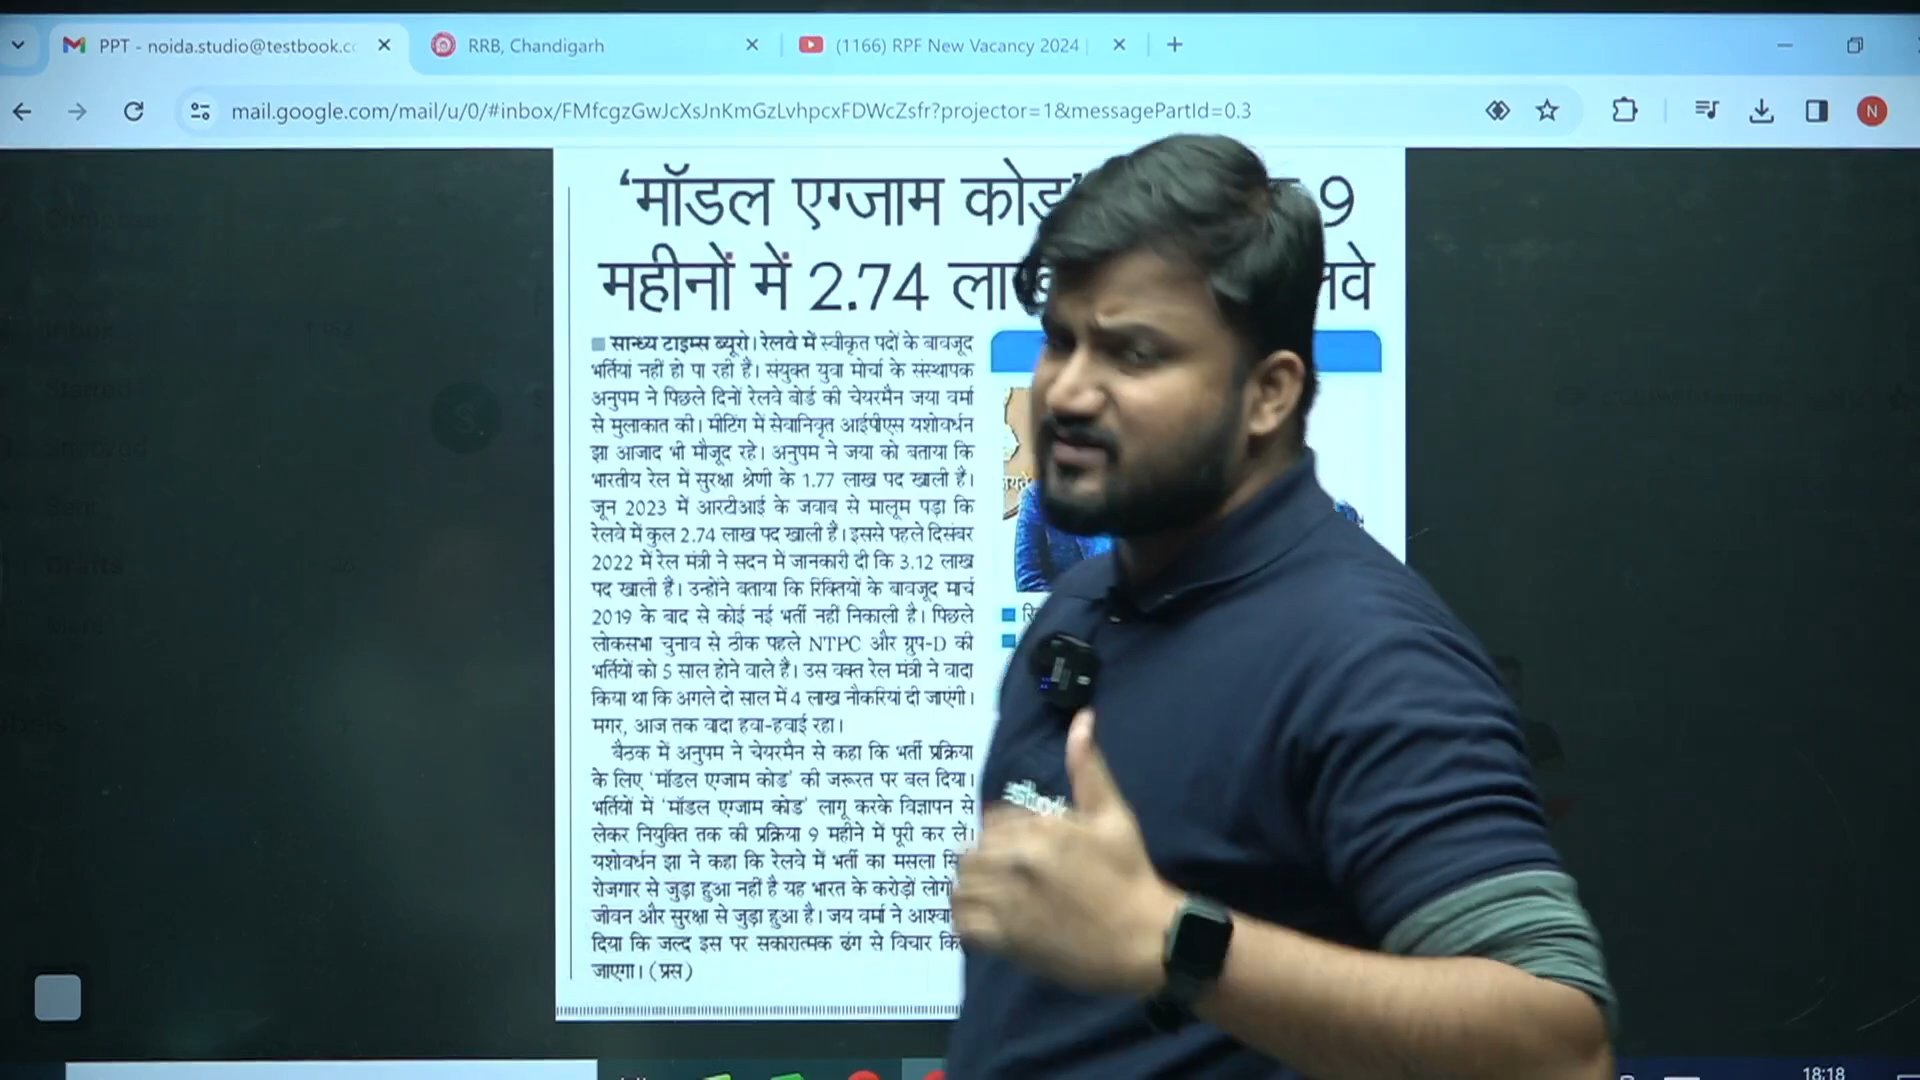 PPT - noida.studio@testbook.cc
RRB, Chandigarh
(1166) RPF New Vacancy 2024
mail.google.com/mail/u/0/#inbox/FMfcgzGwJcXsJnKmGzLvhpcxFDWcZsfr?projector=1&messagePartId=0.3
N
‘मॉडल एग्जाम कोड’ 9
महीनों में 2.74 लाख
सान्ध्य टाइम्स ब्यूरो। रेलवे में स्वीकृत पदों के बावजूद
भर्तियां नहीं हो पा रही हैं। संयुक्त युवा मोर्चा के संस्थापक
अनुपम ने पिछले दिनों रेलवे बोर्ड की चेयरमैन जया वर्मा
से मुलाकात की। मीटिंग में सेवानिवृत आईपीएस यशोवर्धन
झा आजाद भी मौजूद रहे। अनुपम ने जया को बताया कि
भारतीय रेल में सुरक्षा श्रेणी के 1.77 लाख पद खाली हैं।
जून 2023 में आरटीआई के जवाब से मालूम पड़ा कि
रेलवे में कुल 2.74 लाख पद खाली हैं। इससे पहले दिसंबर
2022 में रेल मंत्री ने सदन में जानकारी दी कि 3.12 लाख
पद खाली हैं। उन्होंने बताया कि रिक्तियों के बावजूद मार्च
2019 के बाद से कोई नई भर्ती नहीं निकाली है। पिछले
लोकसभा चुनाव से ठीक पहले NTPC और ग्रुप-D की
भर्तियों को 5 साल होने वाले हैं। उस वक्त रेल मंत्री ने वादा
किया था कि अगले दो साल में 4 लाख नौकरियां दी जाएंगी।
मगर, आज तक वादा हवा-हवाई रहा।
बैठक में अनुपम ने चेयरमैन से कहा कि भर्ती प्रक्रिया
के लिए ‘मॉडल एग्जाम कोड’ की जरूरत पर बल दिया।
भर्तियों में ‘मॉडल एग्जाम कोड’ लागू करके विज्ञापन से
लेकर नियुक्ति तक की प्रक्रिया 9 महीने में पूरी कर लें।
यशोवर्धन झा ने कहा कि रेलवे में भर्ती का मसला
रोजगार से जुड़ा हुआ नहीं है यह भारत के करोड़ों लोगों
जीवन और सुरक्षा से जुड़ा हुआ है। जय वर्मा ने
दिया कि जल्द इस पर सकारात्मक ढंग से विचार
जाएगा। (प्रस)
18:18